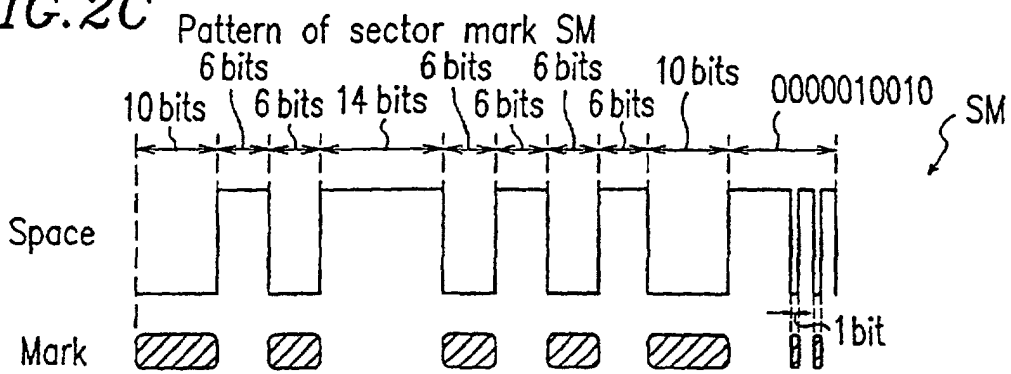 IG. 2C
Pattern of sector mark SM
6 bits 6 bits 6 bits 10 bits 0000010010
10 bits 6 bits 14 bits 6 bits 6 bits SM
Space
1 bit
Mark